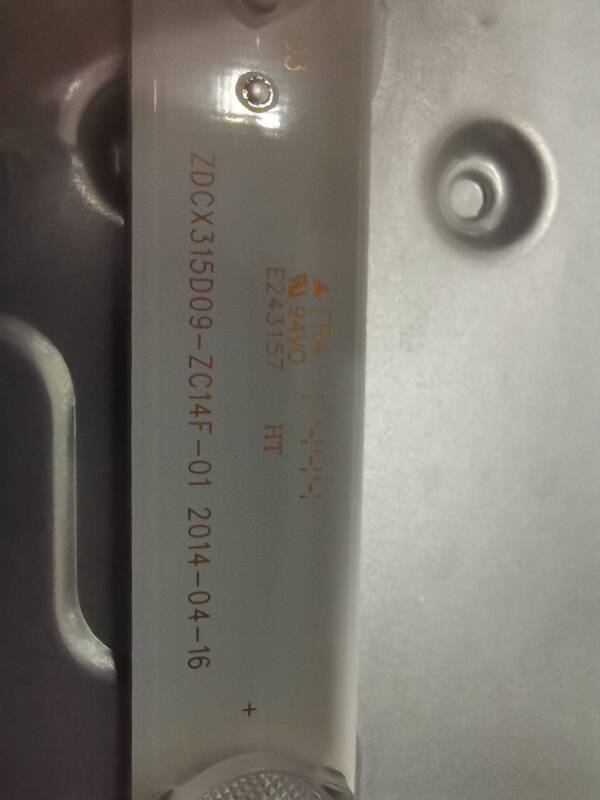 D3
▲ FR4
94V0
E243157 HT
ZDCX315D09-ZC14F-01 2014-04-16